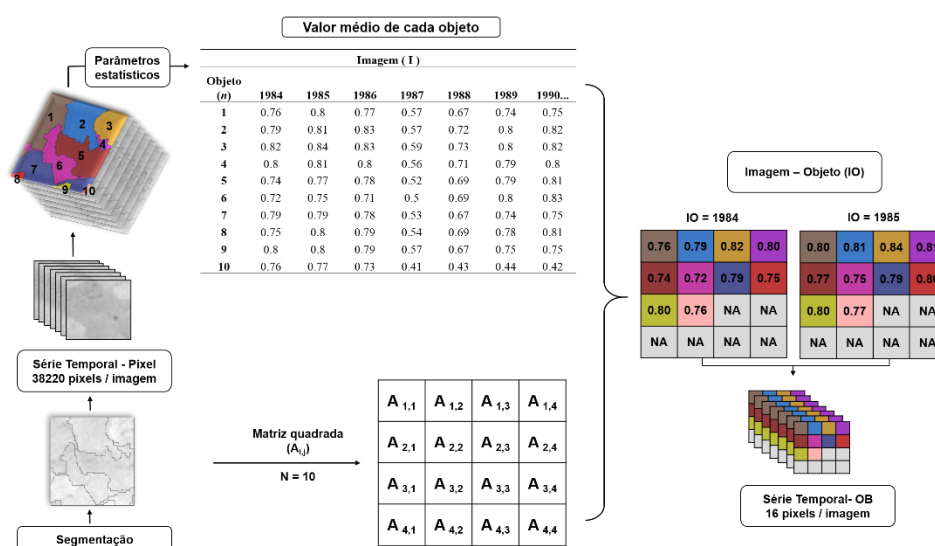 Valor médio de cada objeto
Parâmetros
estatísticos
Imagem ( I )
Objeto
(n) 1984 1985 1986 1987 1988 1989 1990...
1 0.76 0.8 0.77 0.57 0.67 0.74 0.75
2 0.79 0.81 0.83 0.57 0.72 0.8 0.82
3 0.82 0.84 0.83 0.59 0.73 0.8 0.82
4 0.8 0.81 0.8 0.56 0.71 0.79 0.8
5 0.74 0.77 0.78 0.52 0.69 0.79 0.81
6 0.72 0.75 0.71 0.5 0.69 0.8 0.83
7 0.79 0.79 0.78 0.53 0.67 0.74 0.75
8 0.75 0.8 0.79 0.54 0.69 0.78 0.81
9 0.8 0.8 0.79 0.57 0.67 0.75 0.75
10 0.76 0.77 0.73 0.41 0.43 0.44 0.42
1
2
3
4
5
6
7
8
9
10
Série Temporal - Pixel
38220 pixels / imagem
Segmentação
Matriz quadrada
(Ai,j)
N = 10
A 1,1 A 1,2 A 1,3 A 1,4
A 2,1 A 2,2 A 2,3 A 2,4
A 3,1 A 3,2 A 3,3 A 3,4
A 4,1 A 4,2 A 4,3 A 4,4
Imagem – Objeto (IO)
IO = 1984
0.76 0.79 0.82 0.80
0.74 0.72 0.79 0.75
0.80 0.76 NA NA
NA NA NA NA
IO = 1985
0.80 0.81 0.84 0.81
0.77 0.75 0.79 0.80
0.80 0.77 NA NA
NA NA NA NA
Série Temporal- OB
16 pixels / imagem